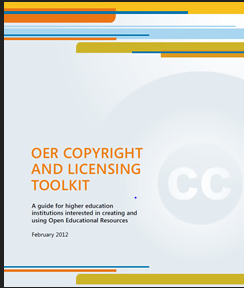 OER COPYRIGHT
AND LICENSING
TOOLKIT
A guide for higher education
institutions interested in creating and
using Open Educational Resources
February 2012
CC